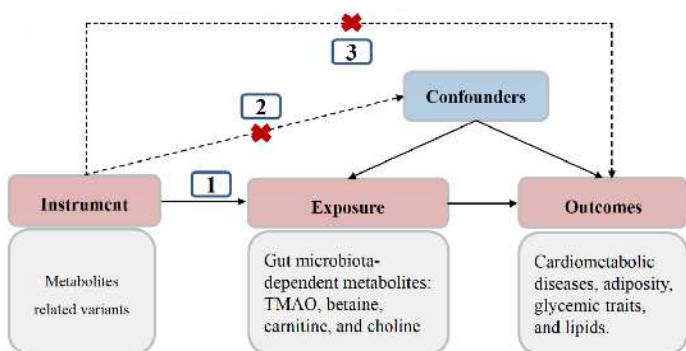 3
2
Confounders
1
Instrument
Exposure
Outcomes
Metabolites
related variants
Gut microbiota-
dependent metabolites:
TMAO, betaine,
carnitine, and choline
Cardiometabolic
diseases, adiposity,
glycemic traits,
and lipids.